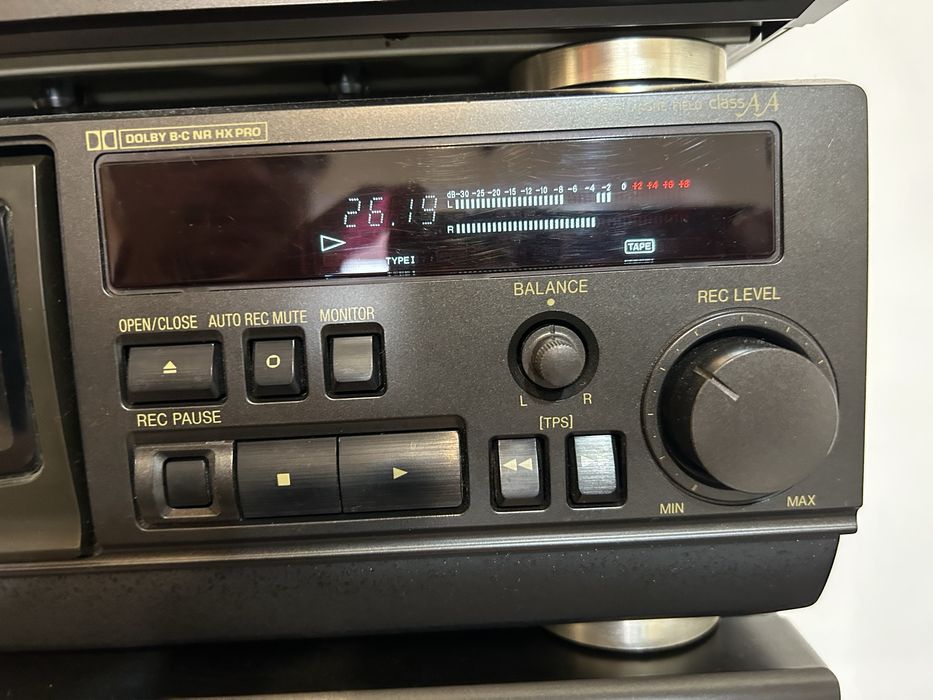 class AA
DOLBY B-C NR HX PRO
dB-30 -25 -20 -15 -12 -10 -8 -6 -4 -2 0 +2 +4 +6 +8
L
26.19
R
TAPE
TYPE I
BALANCE
REC LEVEL
OPEN/CLOSE AUTO REC MUTE MONITOR
L R
REC PAUSE
[TPS]
MIN MAX